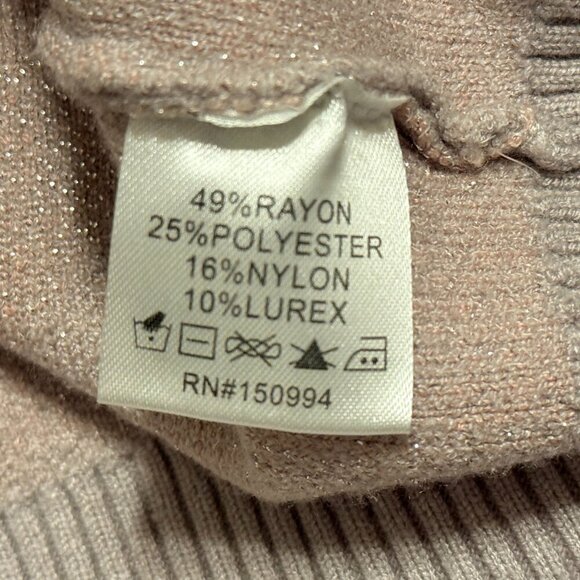 49%RAYON
25%POLYESTER
16%NYLON
10%LUREX
RN#150994